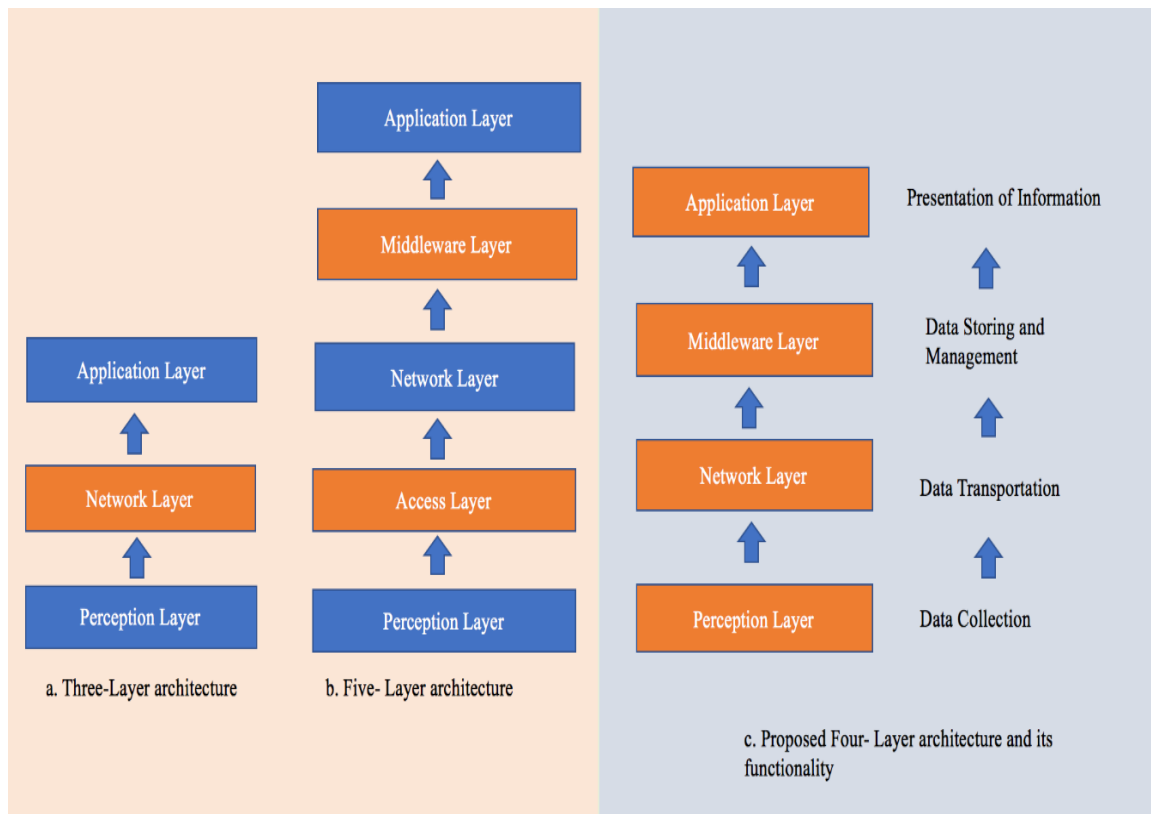 Application Layer
Network Layer
Perception Layer
a. Three-Layer architecture
Application Layer
Middleware Layer
Network Layer
Access Layer
Perception Layer
b. Five- Layer architecture
Application Layer
Presentation of Information
Middleware Layer
Data Storing and
Management
Network Layer
Data Transportation
Perception Layer
Data Collection
c. Proposed Four- Layer architecture and its
functionality